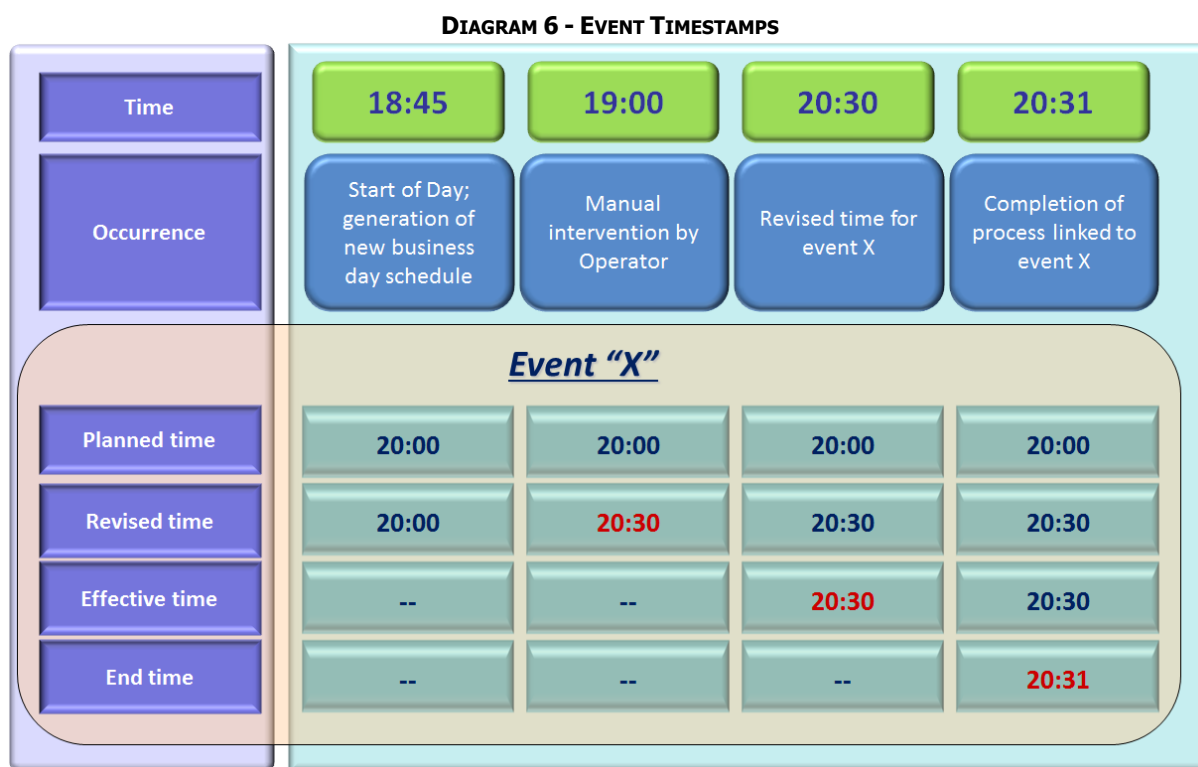 DIAGRAM 6 - EVENT TIMESTAMPS
Time
18:45
19:00
20:30
20:31
Occurrence
Start of Day;
generation of
new business
day schedule
Manual
intervention by
Operator
Revised time for
event X
Completion of
process linked to
event X
Event “X”
Planned time
20:00
20:00
20:00
20:00
Revised time
20:00
20:30
20:30
20:30
Effective time
--
--
20:30
20:30
End time
--
--
--
20:31